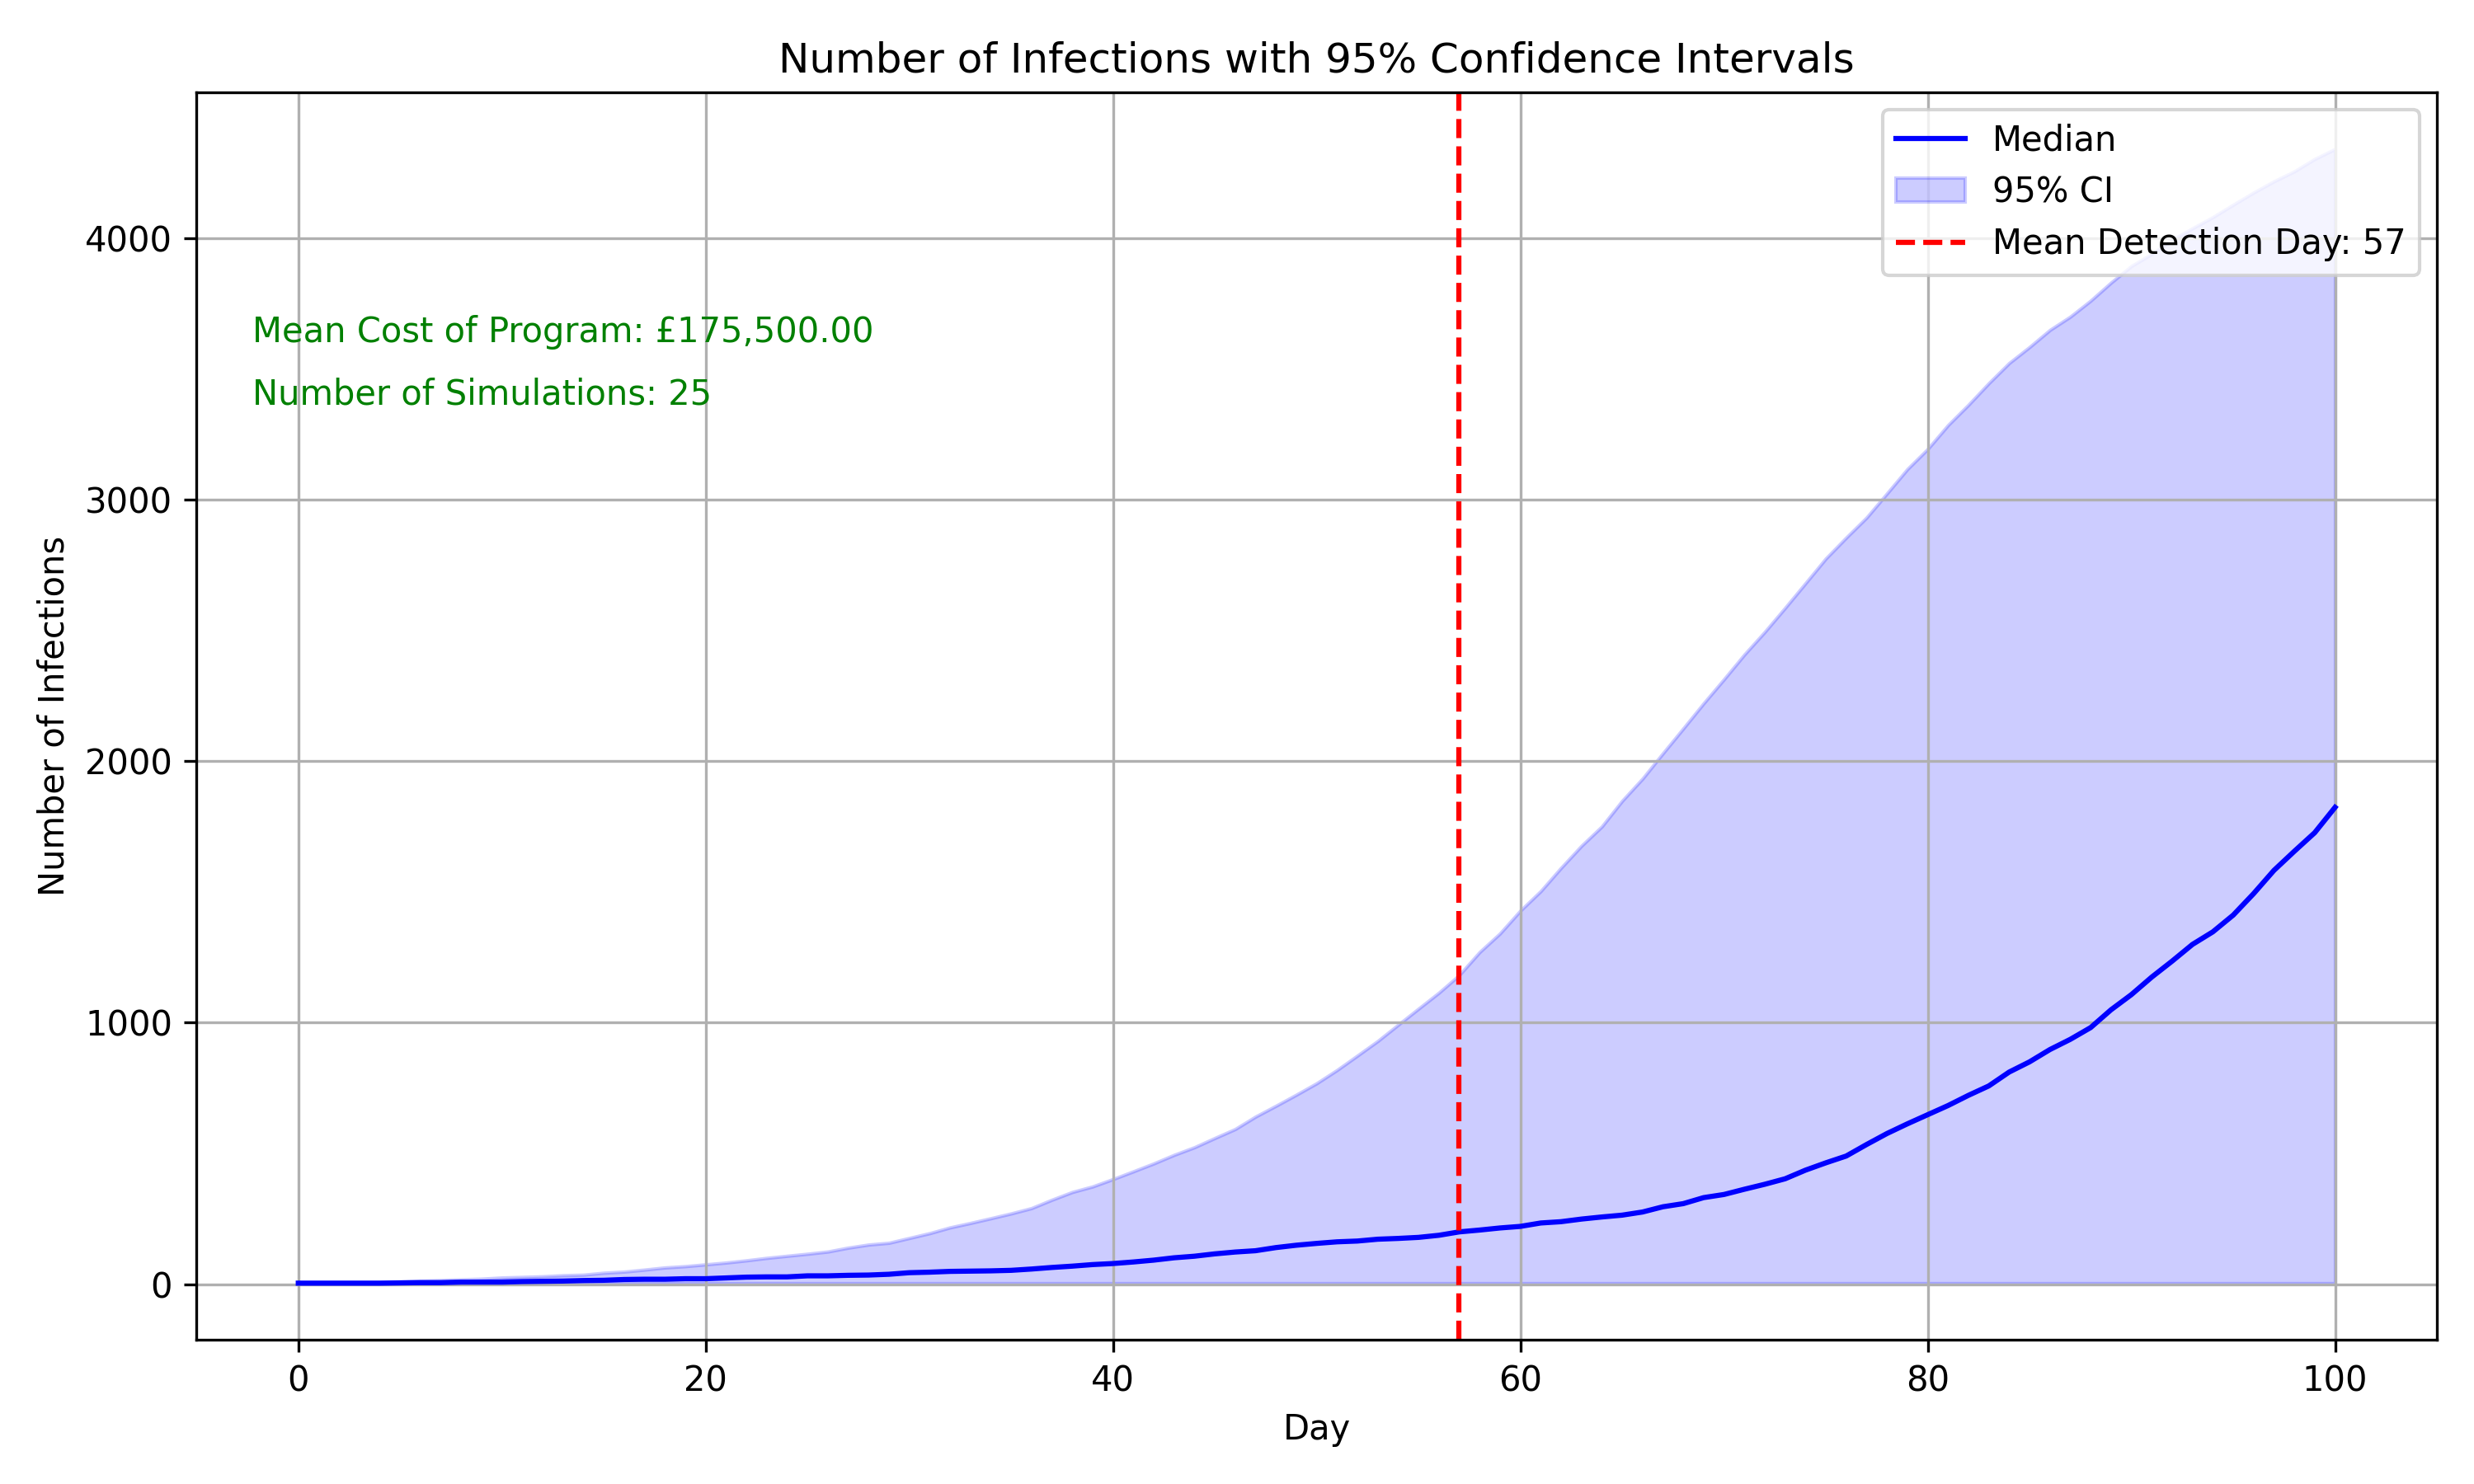 Number of Infections with 95% Confidence Intervals
Median
95% CI
Mean Detection Day: 57
Mean Cost of Program: £175,500.00
Number of Simulations: 25
Number of Infections
4000
3000
2000
1000
0
0 20 40 60 80 100
Day